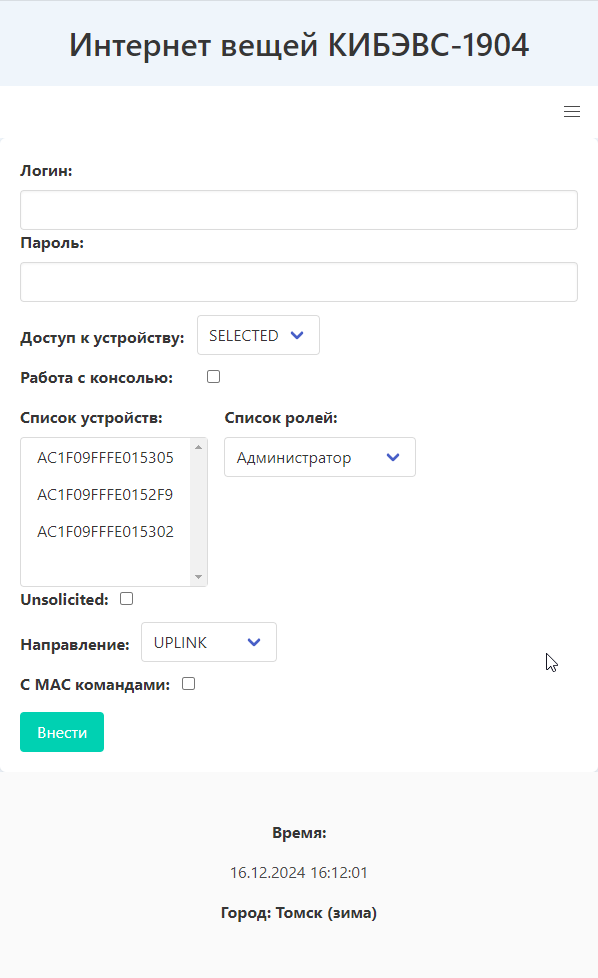 Интернет вещей КИБЭВС-1904
Логин:
Пароль:
Доступ к устройству: SELECTED
Работа с консолью:
Список устройств: Список ролей:
AC1F09FFFE015305 Администратор
AC1F09FFFE0152F9
AC1F09FFFE015302
Unsolicited:
Направление: UPLINK
С MAC командами:
Внести
Время:
16.12.2024 16:12:01
Город: Томск (зима)